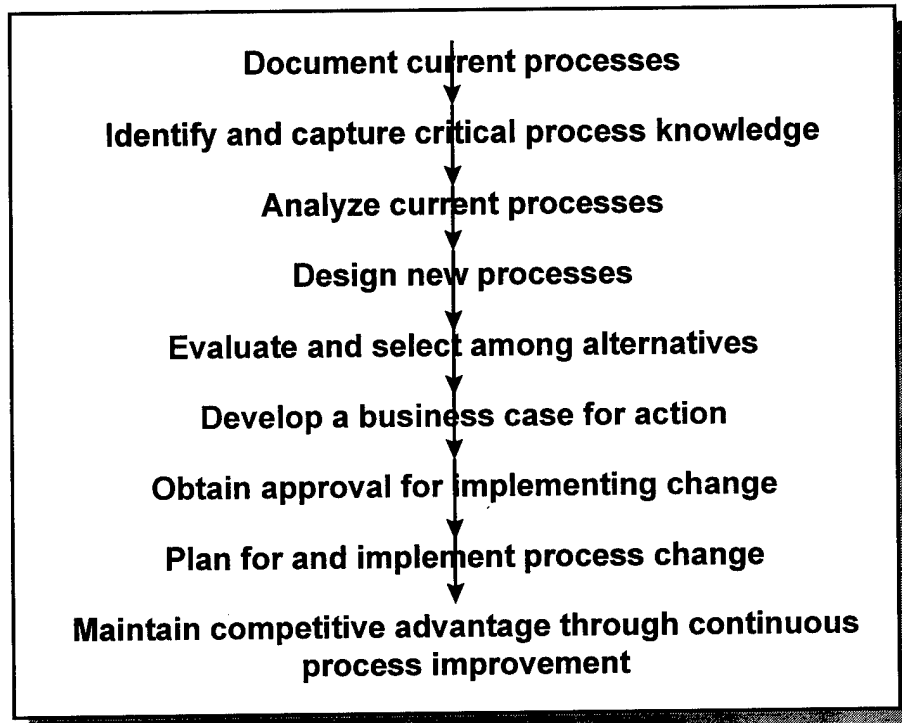 Document current processes
Identify and capture critical process knowledge
Analyze current processes
Design new processes
Evaluate and select among alternatives
Develop a business case for action
Obtain approval for implementing change
Plan for and implement process change
Maintain competitive advantage through continuous
process improvement